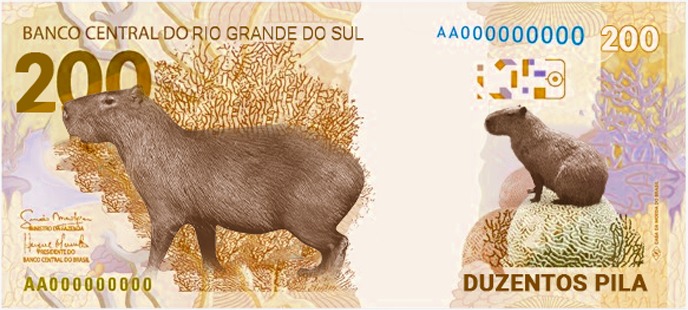 BANCO CENTRAL DO RIO GRANDE DO SUL
AA000000000
200
200
MINISTRO DA FAZENDA
PRESIDENTE DO
BANCO CENTRAL DO BRASIL
AA000000000
CASA DA MOEDA DO BRASIL
DUZENTOS PILA